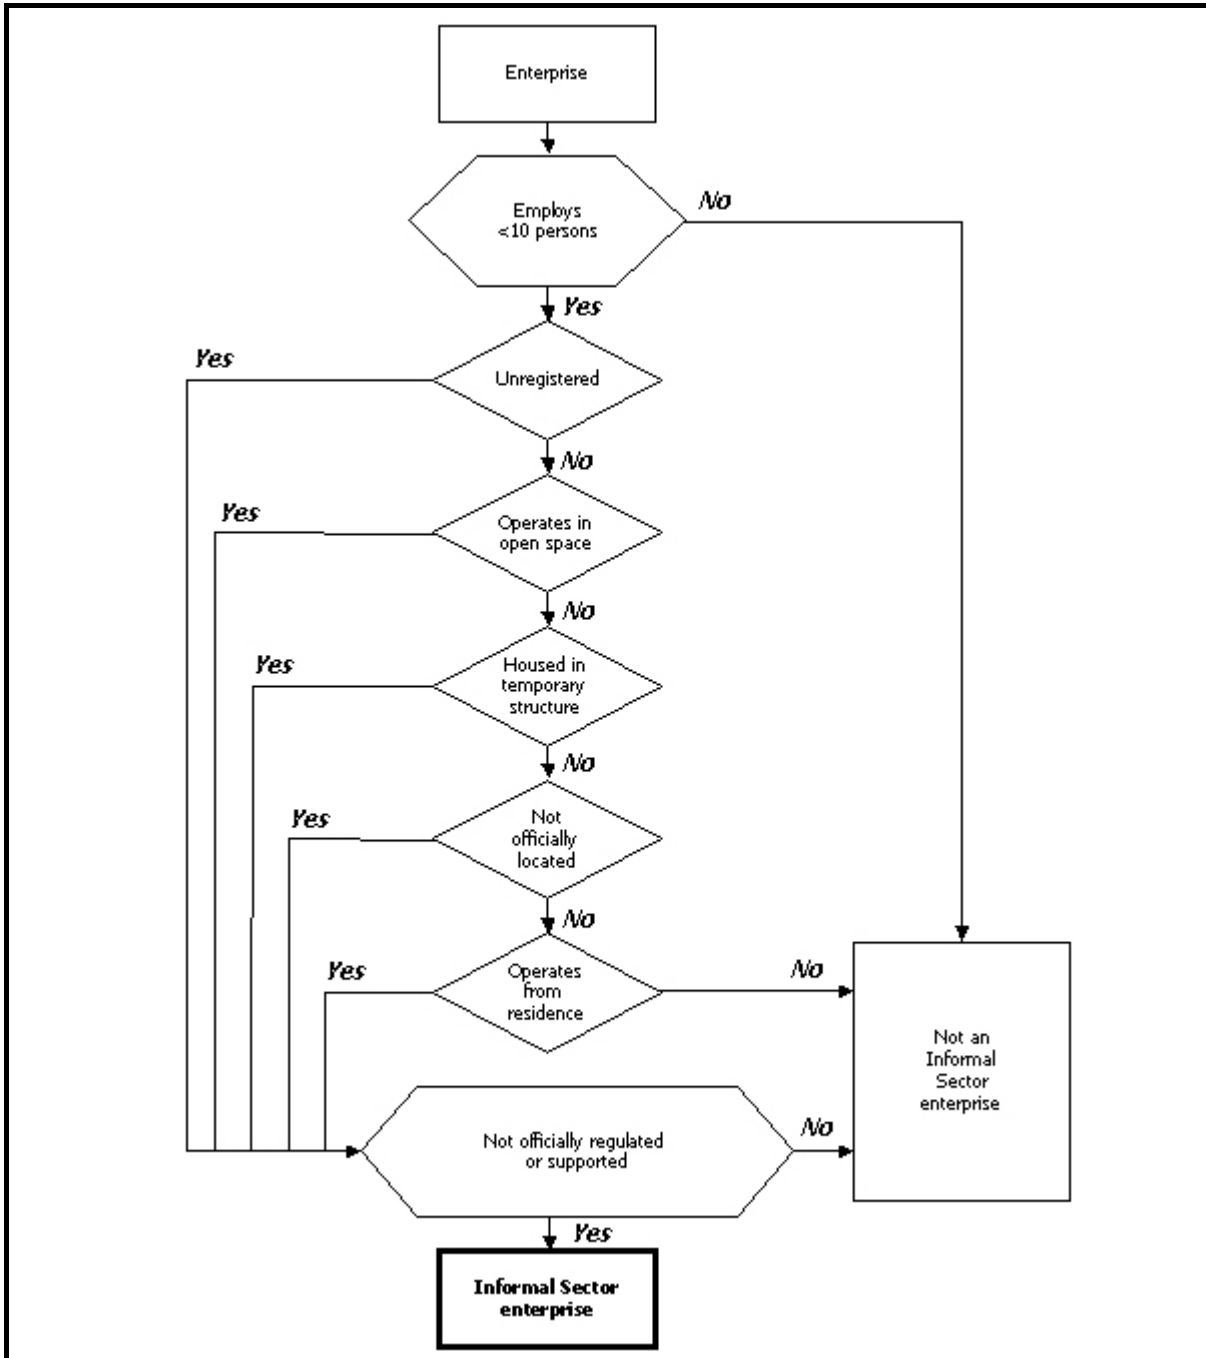 Enterprise
Employs
<10 persons
No
Yes
Yes
Unregistered
No
Yes
Operates in
open space
No
Yes
Housed in
temporary
structure
No
Yes
Not
officially
located
No
Yes
Operates
from
residence
No
Not an
Informal
Sector
enterprise
Not officially regulated
or supported
No
Yes
Informal Sector
enterprise